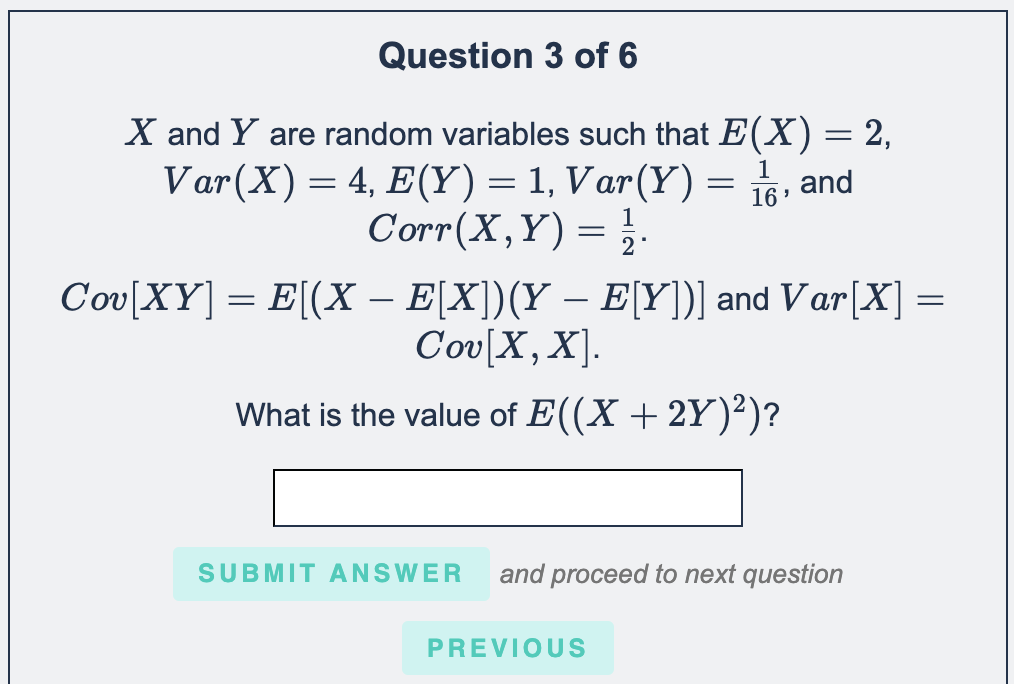 Question 3 of 6
X and Y are random variables such that E(X) = 2,
Var(X) = 4, E(Y) = 1, Var(Y) = 1/16, and
Corr(X, Y) = 1/2.
Cov[XY] = E[(X − E[X])(Y − E[Y])] and Var[X] =
Cov[X, X].
What is the value of E((X + 2Y)²)?
SUBMIT ANSWER and proceed to next question
PREVIOUS